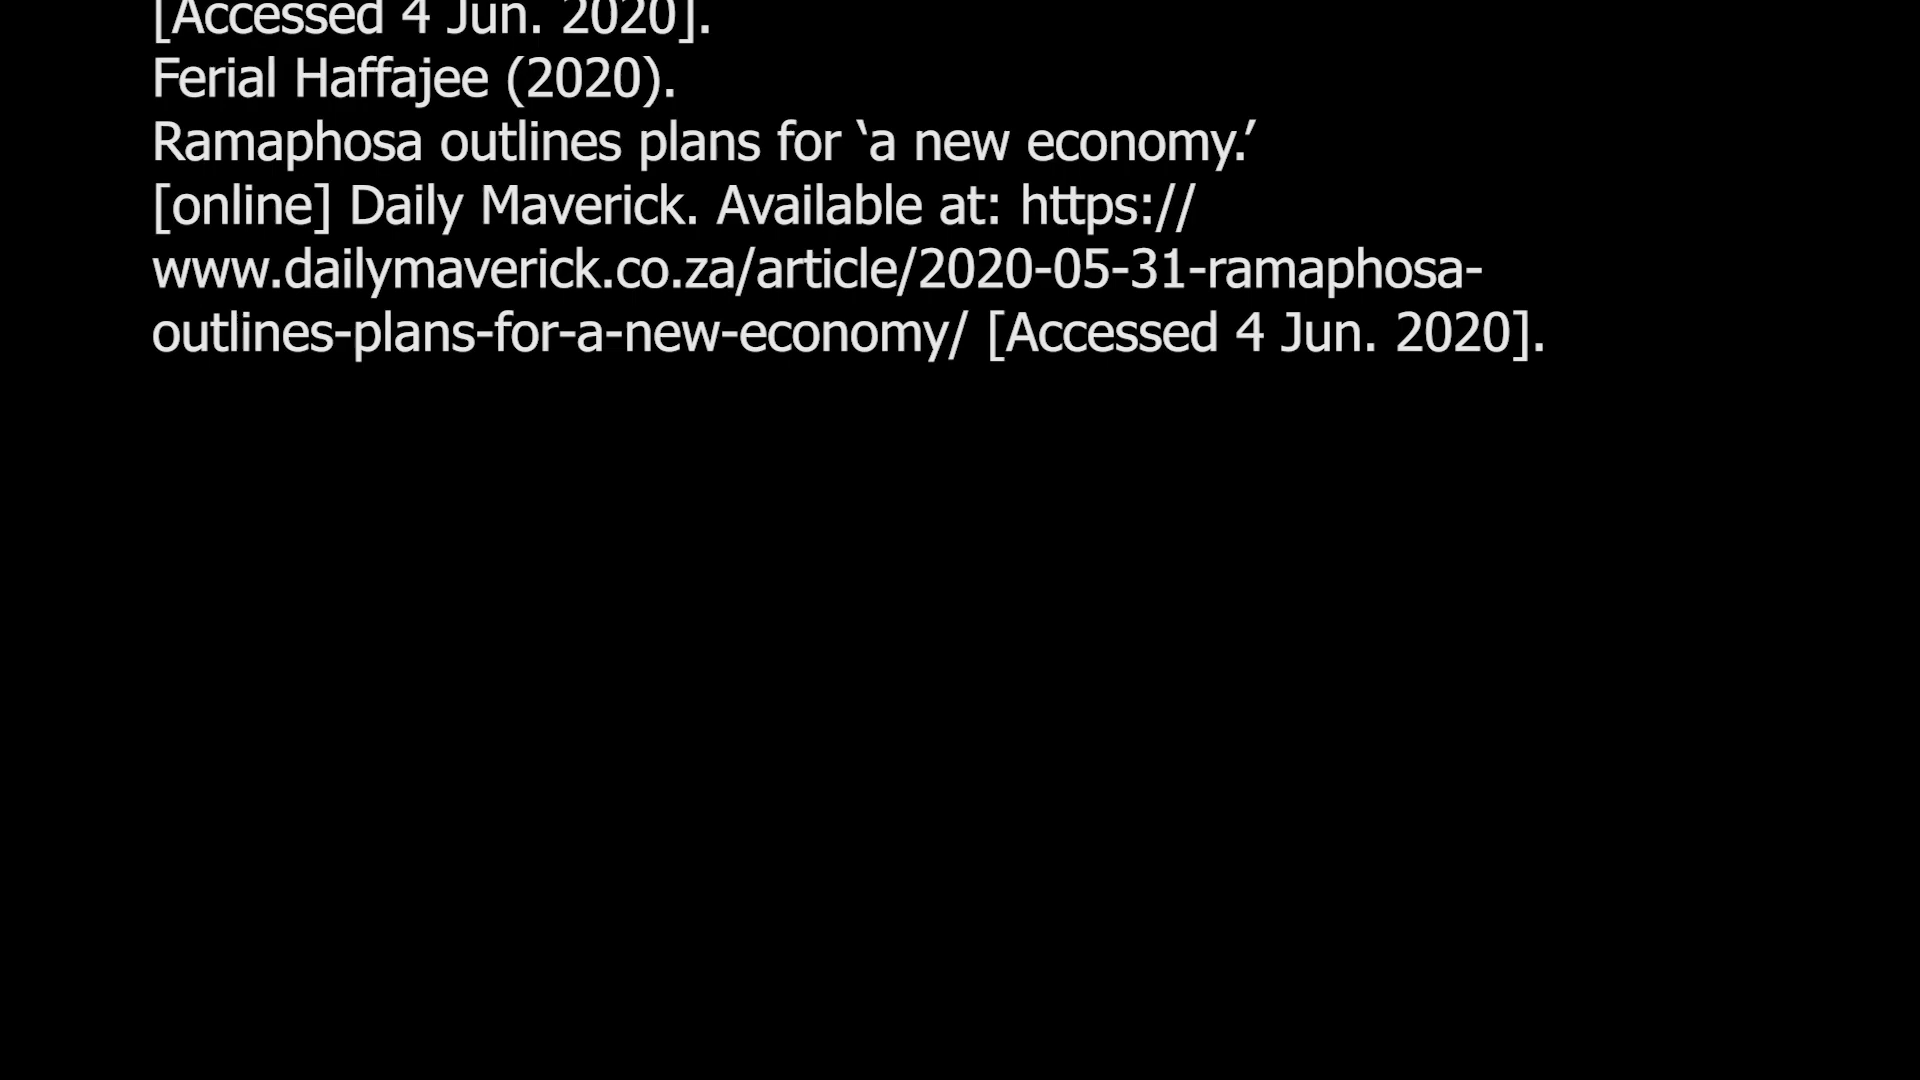 [Accessed 4 Jun. 2020].
Ferial Haffajee (2020).
Ramaphosa outlines plans for ‘a new economy.’
[online] Daily Maverick. Available at: https://
www.dailymaverick.co.za/article/2020-05-31-ramaphosa-
outlines-plans-for-a-new-economy/ [Accessed 4 Jun. 2020].